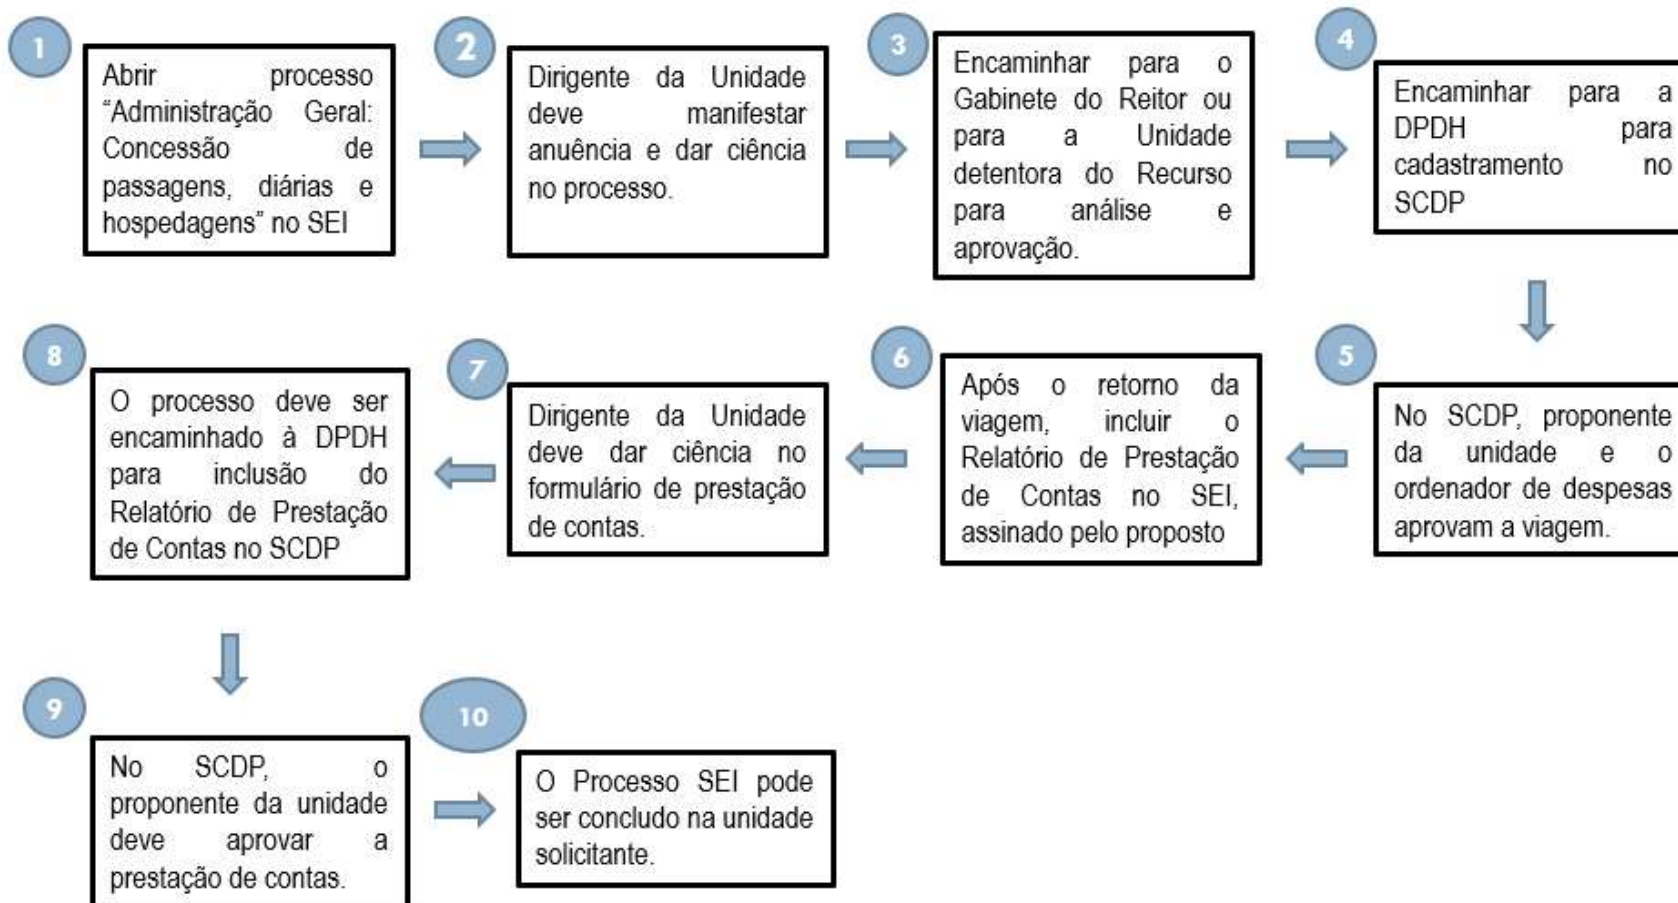 1
Abrir processo
“Administração Geral:
Concessão de
passagens, diárias e
hospedagens” no SEI
2
Dirigente da Unidade
deve manifestar
anuência e dar ciência
no processo.
3
Encaminhar para o
Gabinete do Reitor ou
para a Unidade
detentora do Recurso
para análise e
aprovação.
4
Encaminhar para a
DPDH para
cadastramento no
SCDP
5
No SCDP, proponente
da unidade e o
ordenador de despesas
aprovam a viagem.
6
Após o retorno da
viagem, incluir o
Relatório de Prestação
de Contas no SEI,
assinado pelo proposto
7
Dirigente da Unidade
deve dar ciência no
formulário de prestação
de contas.
8
O processo deve ser
encaminhado à DPDH
para inclusão do
Relatório de Prestação
de Contas no SCDP
9
No SCDP, o
proponente da unidade
deve aprovar a
prestação de contas.
10
O Processo SEI pode
ser concludo na unidade
solicitante.